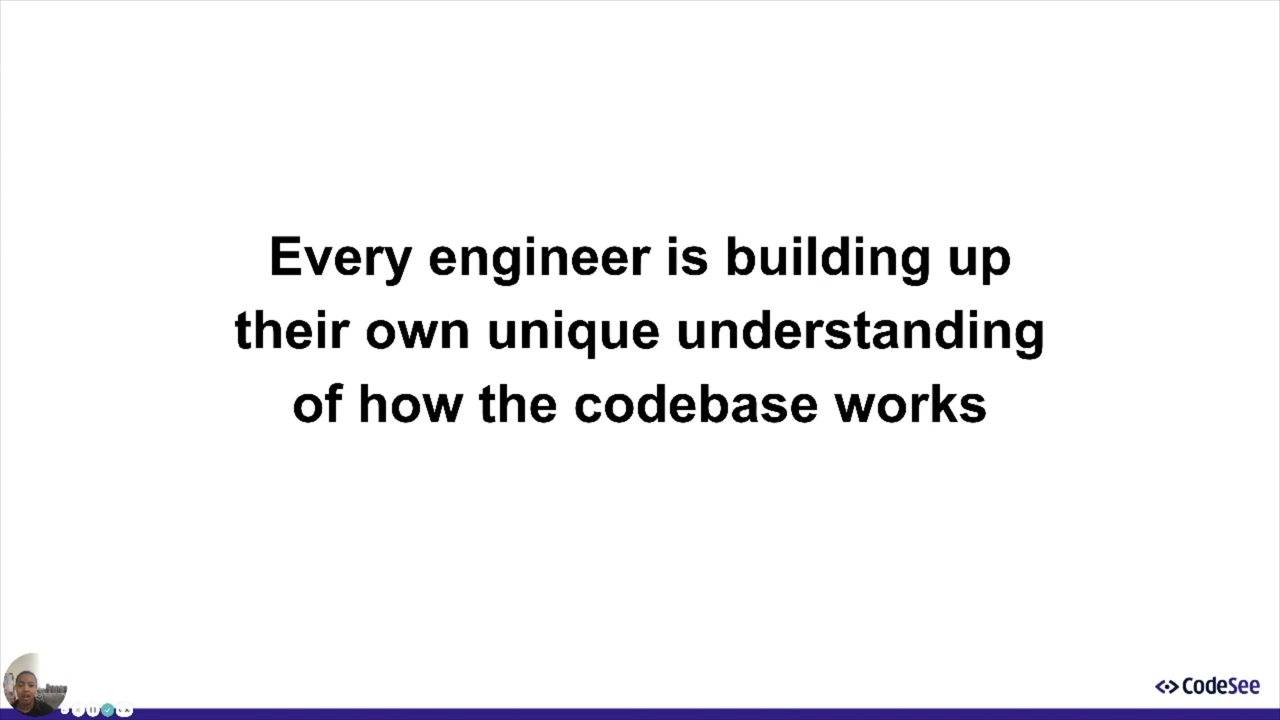 Every engineer is building up
their own unique understanding
of how the codebase works
CodeSee